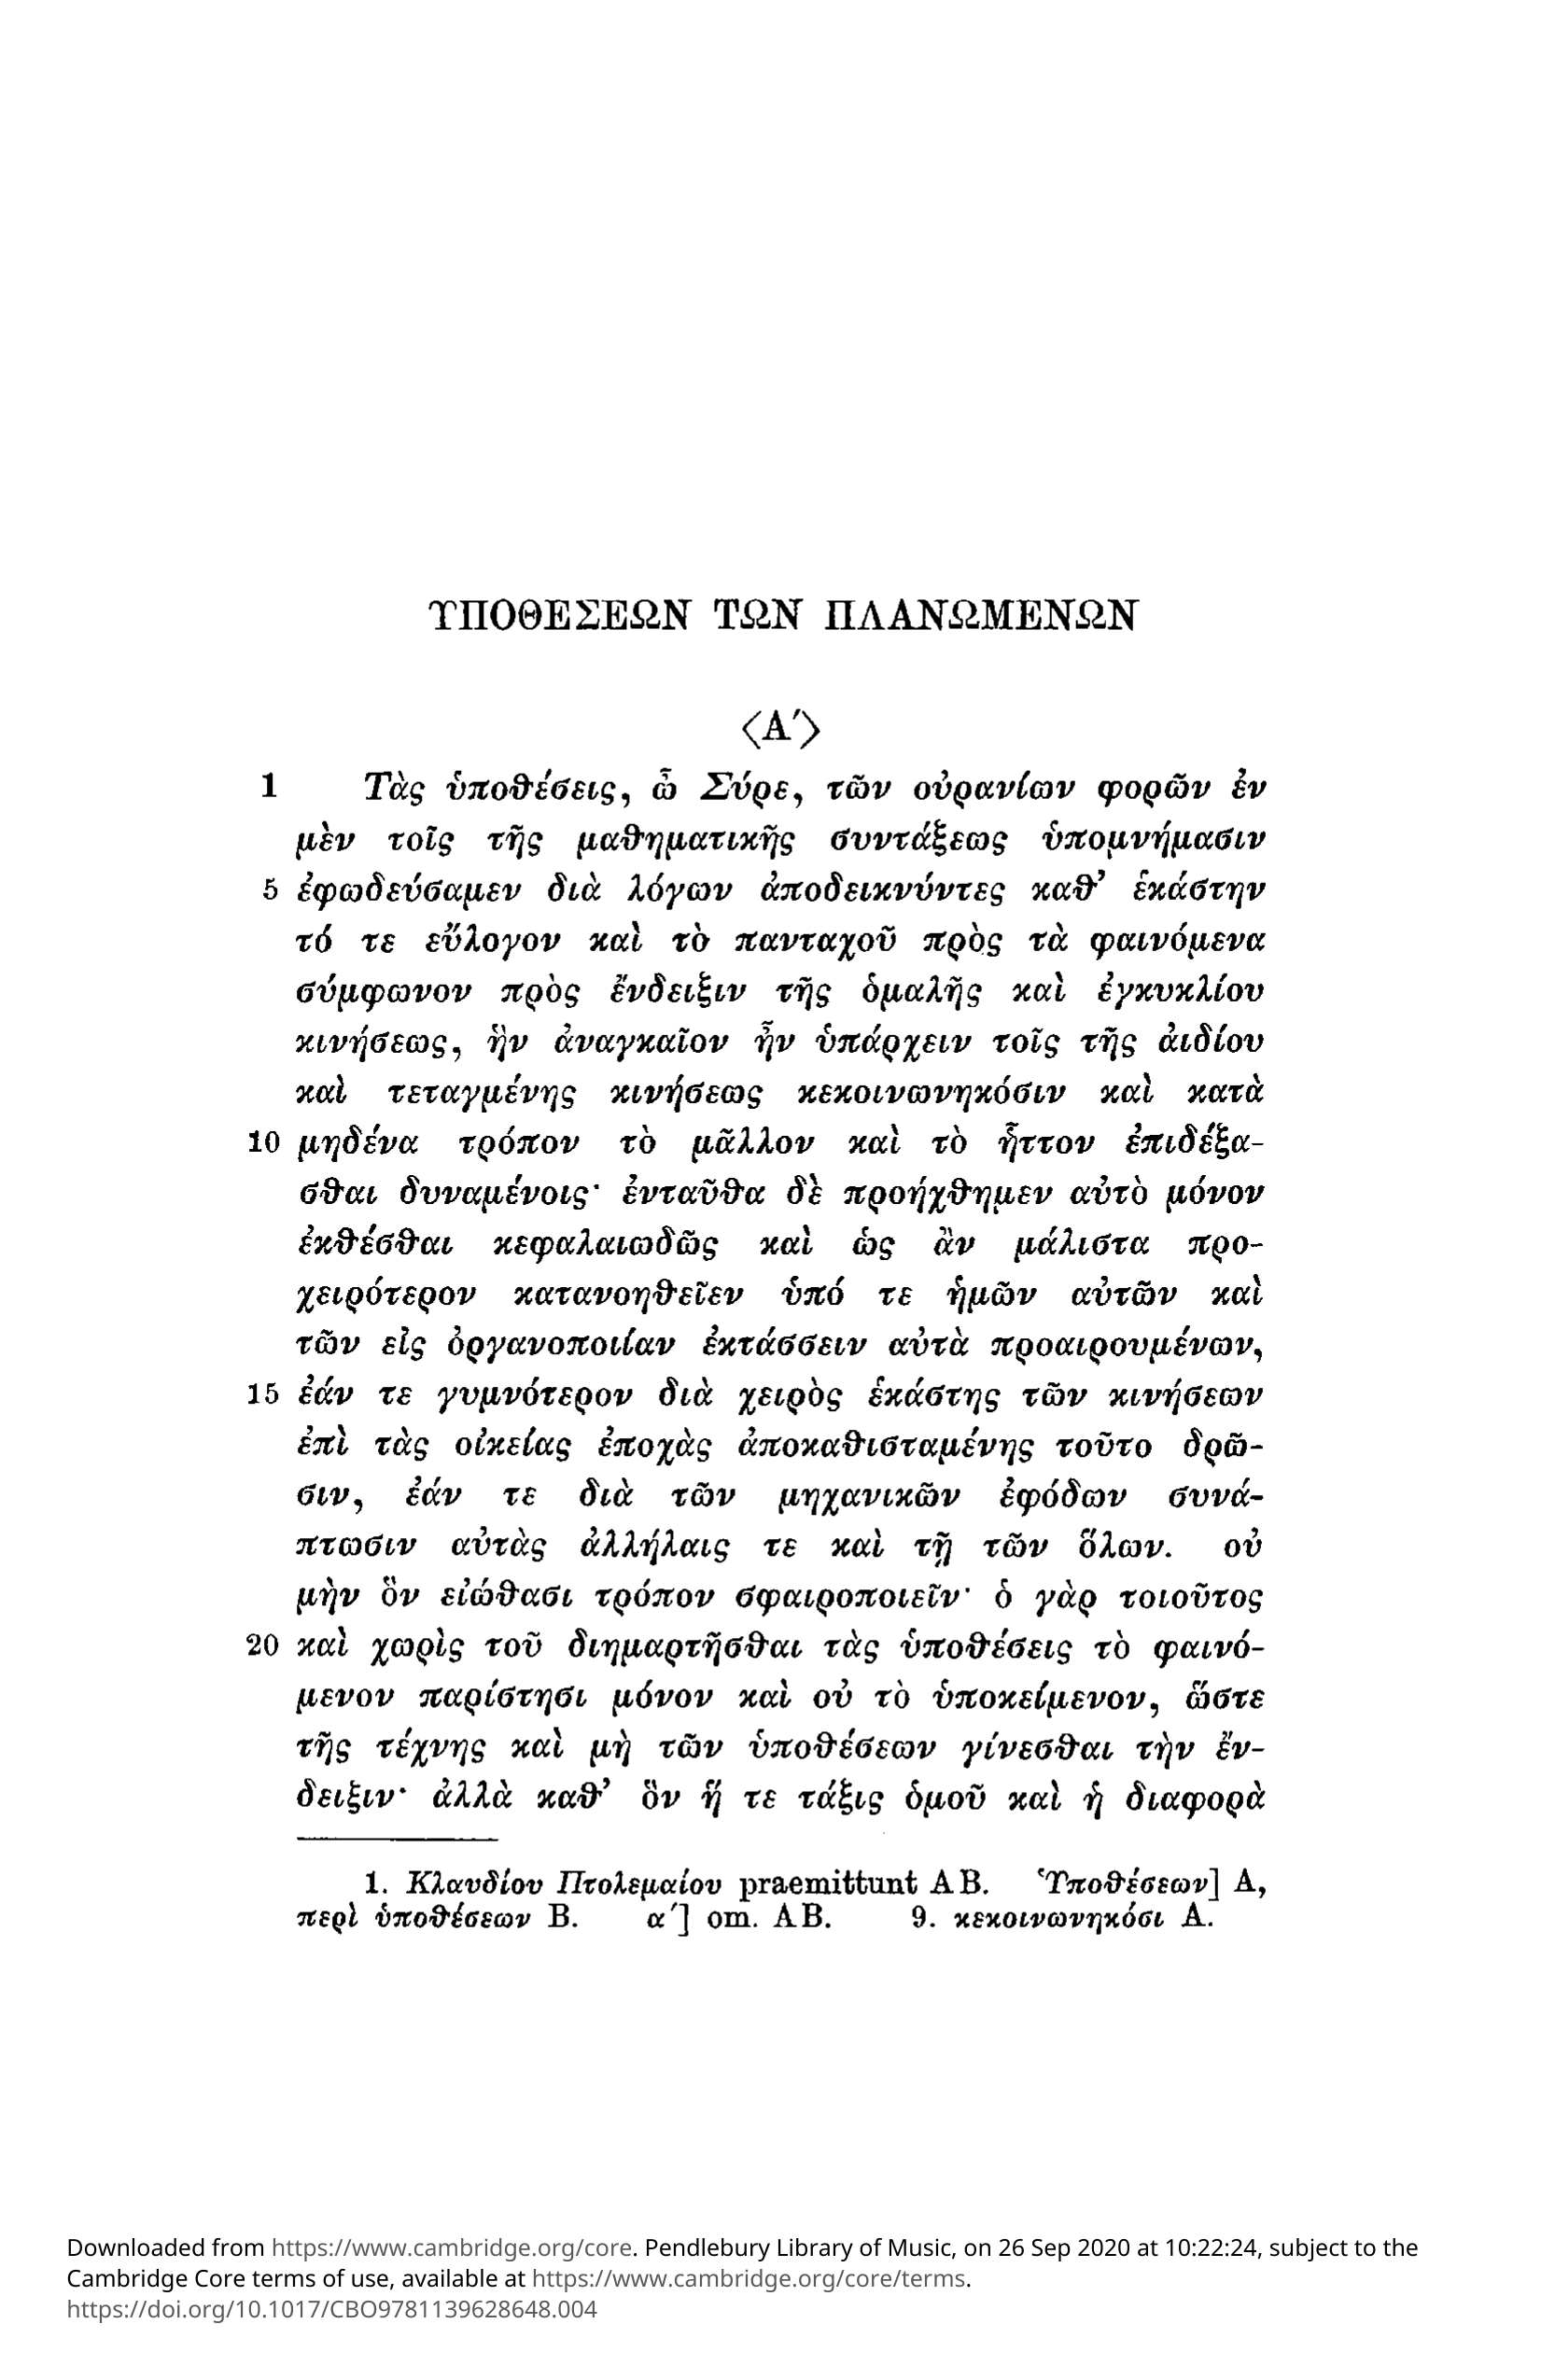 ΥΠΟΘΕΣΕΩΝ ΤΩΝ ΠΛΑΝΩΜΕΝΩΝ
〈Α′〉
1 Τὰς ὑποθέσεις, ὦ Σύρε, τῶν οὐρανίων φορῶν ἐν
μὲν τοῖς τῆς μαθηματικῆς συντάξεως ὑπομνήμασιν
5 ἐφωδεύσαμεν διὰ λόγων ἀποδεικνύντες καθ’ ἑκάστην
τό τε εὔλογον καὶ τὸ πανταχοῦ πρὸς τὰ φαινόμενα
σύμφωνον πρὸς ἔνδειξιν τῆς ὁμαλῆς καὶ ἐγκυκλίου
κινήσεως, ἣν ἀναγκαῖον ἦν ὑπάρχειν τοῖς τῆς ἀιδίου
καὶ τεταγμένης κινήσεως κεκοινωνηκόσιν καὶ κατὰ
10 μηδένα τρόπον τὸ μᾶλλον καὶ τὸ ἧττον ἐπιδέξα-
σθαι δυναμένοις· ἐνταῦθα δὲ προήχθημεν αὐτὸ μόνον
ἐκθέσθαι κεφαλαιωδῶς καὶ ὡς ἂν μάλιστα προ-
χειρότερον κατανοηθεῖεν ὑπό τε ἡμῶν αὐτῶν καὶ
τῶν εἰς ὀργανοποιίαν ἐκτάσσειν αὐτὰ προαιρουμένων,
15 ἐάν τε γυμνότερον διὰ χειρὸς ἑκάστης τῶν κινήσεων
ἐπὶ τὰς οἰκείας ἐποχὰς ἀποκαθισταμένης τοῦτο δρῶ-
σιν, ἐάν τε διὰ τῶν μηχανικῶν ἐφόδων συνά-
πτωσιν αὐτὰς ἀλλήλαις τε καὶ τῇ τῶν ὅλων. οὐ
μὴν ὃν εἰώθασι τρόπον σφαιροποιεῖν· ὁ γὰρ τοιοῦτος
20 καὶ χωρὶς τοῦ διημαρτῆσθαι τὰς ὑποθέσεις τὸ φαινό-
μενον παρίστησι μόνον καὶ οὐ τὸ ὑποκείμενον, ὥστε
τῆς τέχνης καὶ μὴ τῶν ὑποθέσεων γίνεσθαι τὴν ἔν-
δειξιν· ἀλλὰ καθ’ ὃν ἥ τε τάξις ὁμοῦ καὶ ἡ διαφορὰ
1. Κλαυδίου Πτολεμαίου praemittunt AB. Ὑποθέσεων] A,
περὶ ὑποθέσεων B. α′] om. AB. 9. κεκοινωνηκόσι A.
Downloaded from https://www.cambridge.org/core. Pendlebury Library of Music, on 26 Sep 2020 at 10:22:24, subject to the
Cambridge Core terms of use, available at https://www.cambridge.org/core/terms.
https://doi.org/10.1017/CBO9781139628648.004